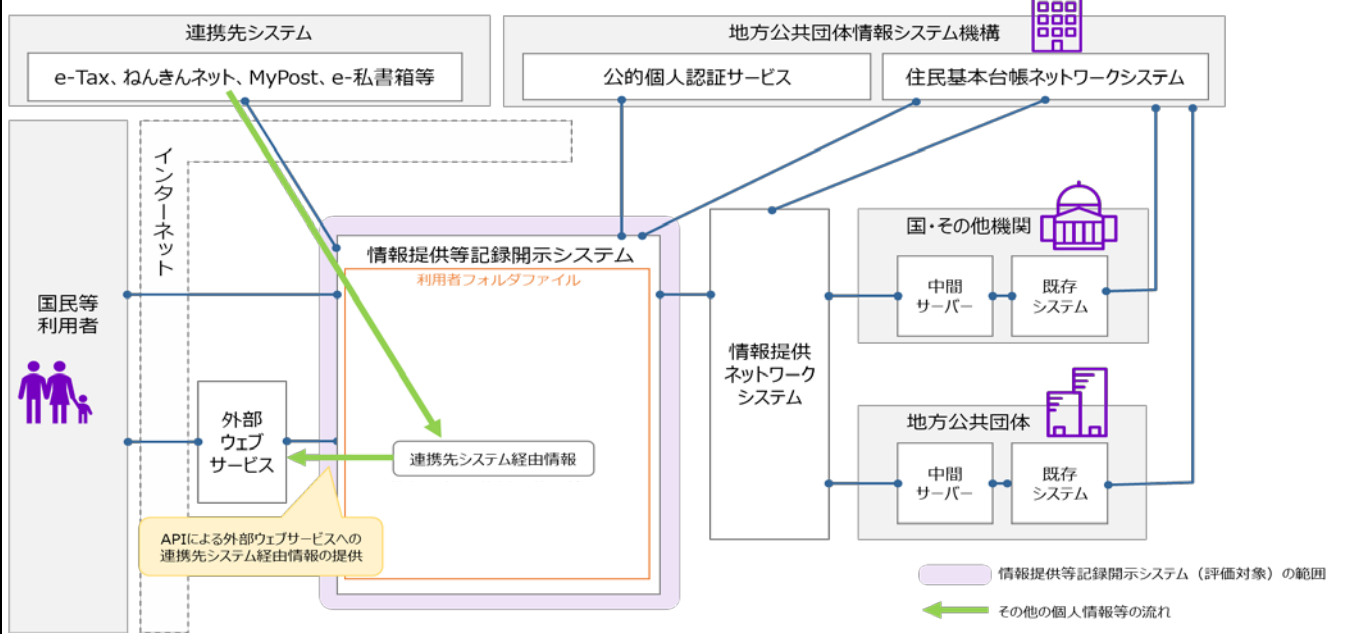 連携先システム
e-Tax、ねんきんネット、MyPost、e-私書箱等
地方公共団体情報システム機構
公的個人認証サービス
住民基本台帳ネットワークシステム
インターネット
国民等
利用者
外部
ウェブ
サービス
情報提供等記録開示システム
利用者フォルダファイル
連携先システム経由情報
APIによる外部ウェブサービスへの
連携先システム経由情報の提供
情報提供
ネットワーク
システム
国・その他機関
中間
サーバー
既存
システム
地方公共団体
中間
サーバー
既存
システム
情報提供等記録開示システム（評価対象）の範囲
その他の個人情報等の流れ